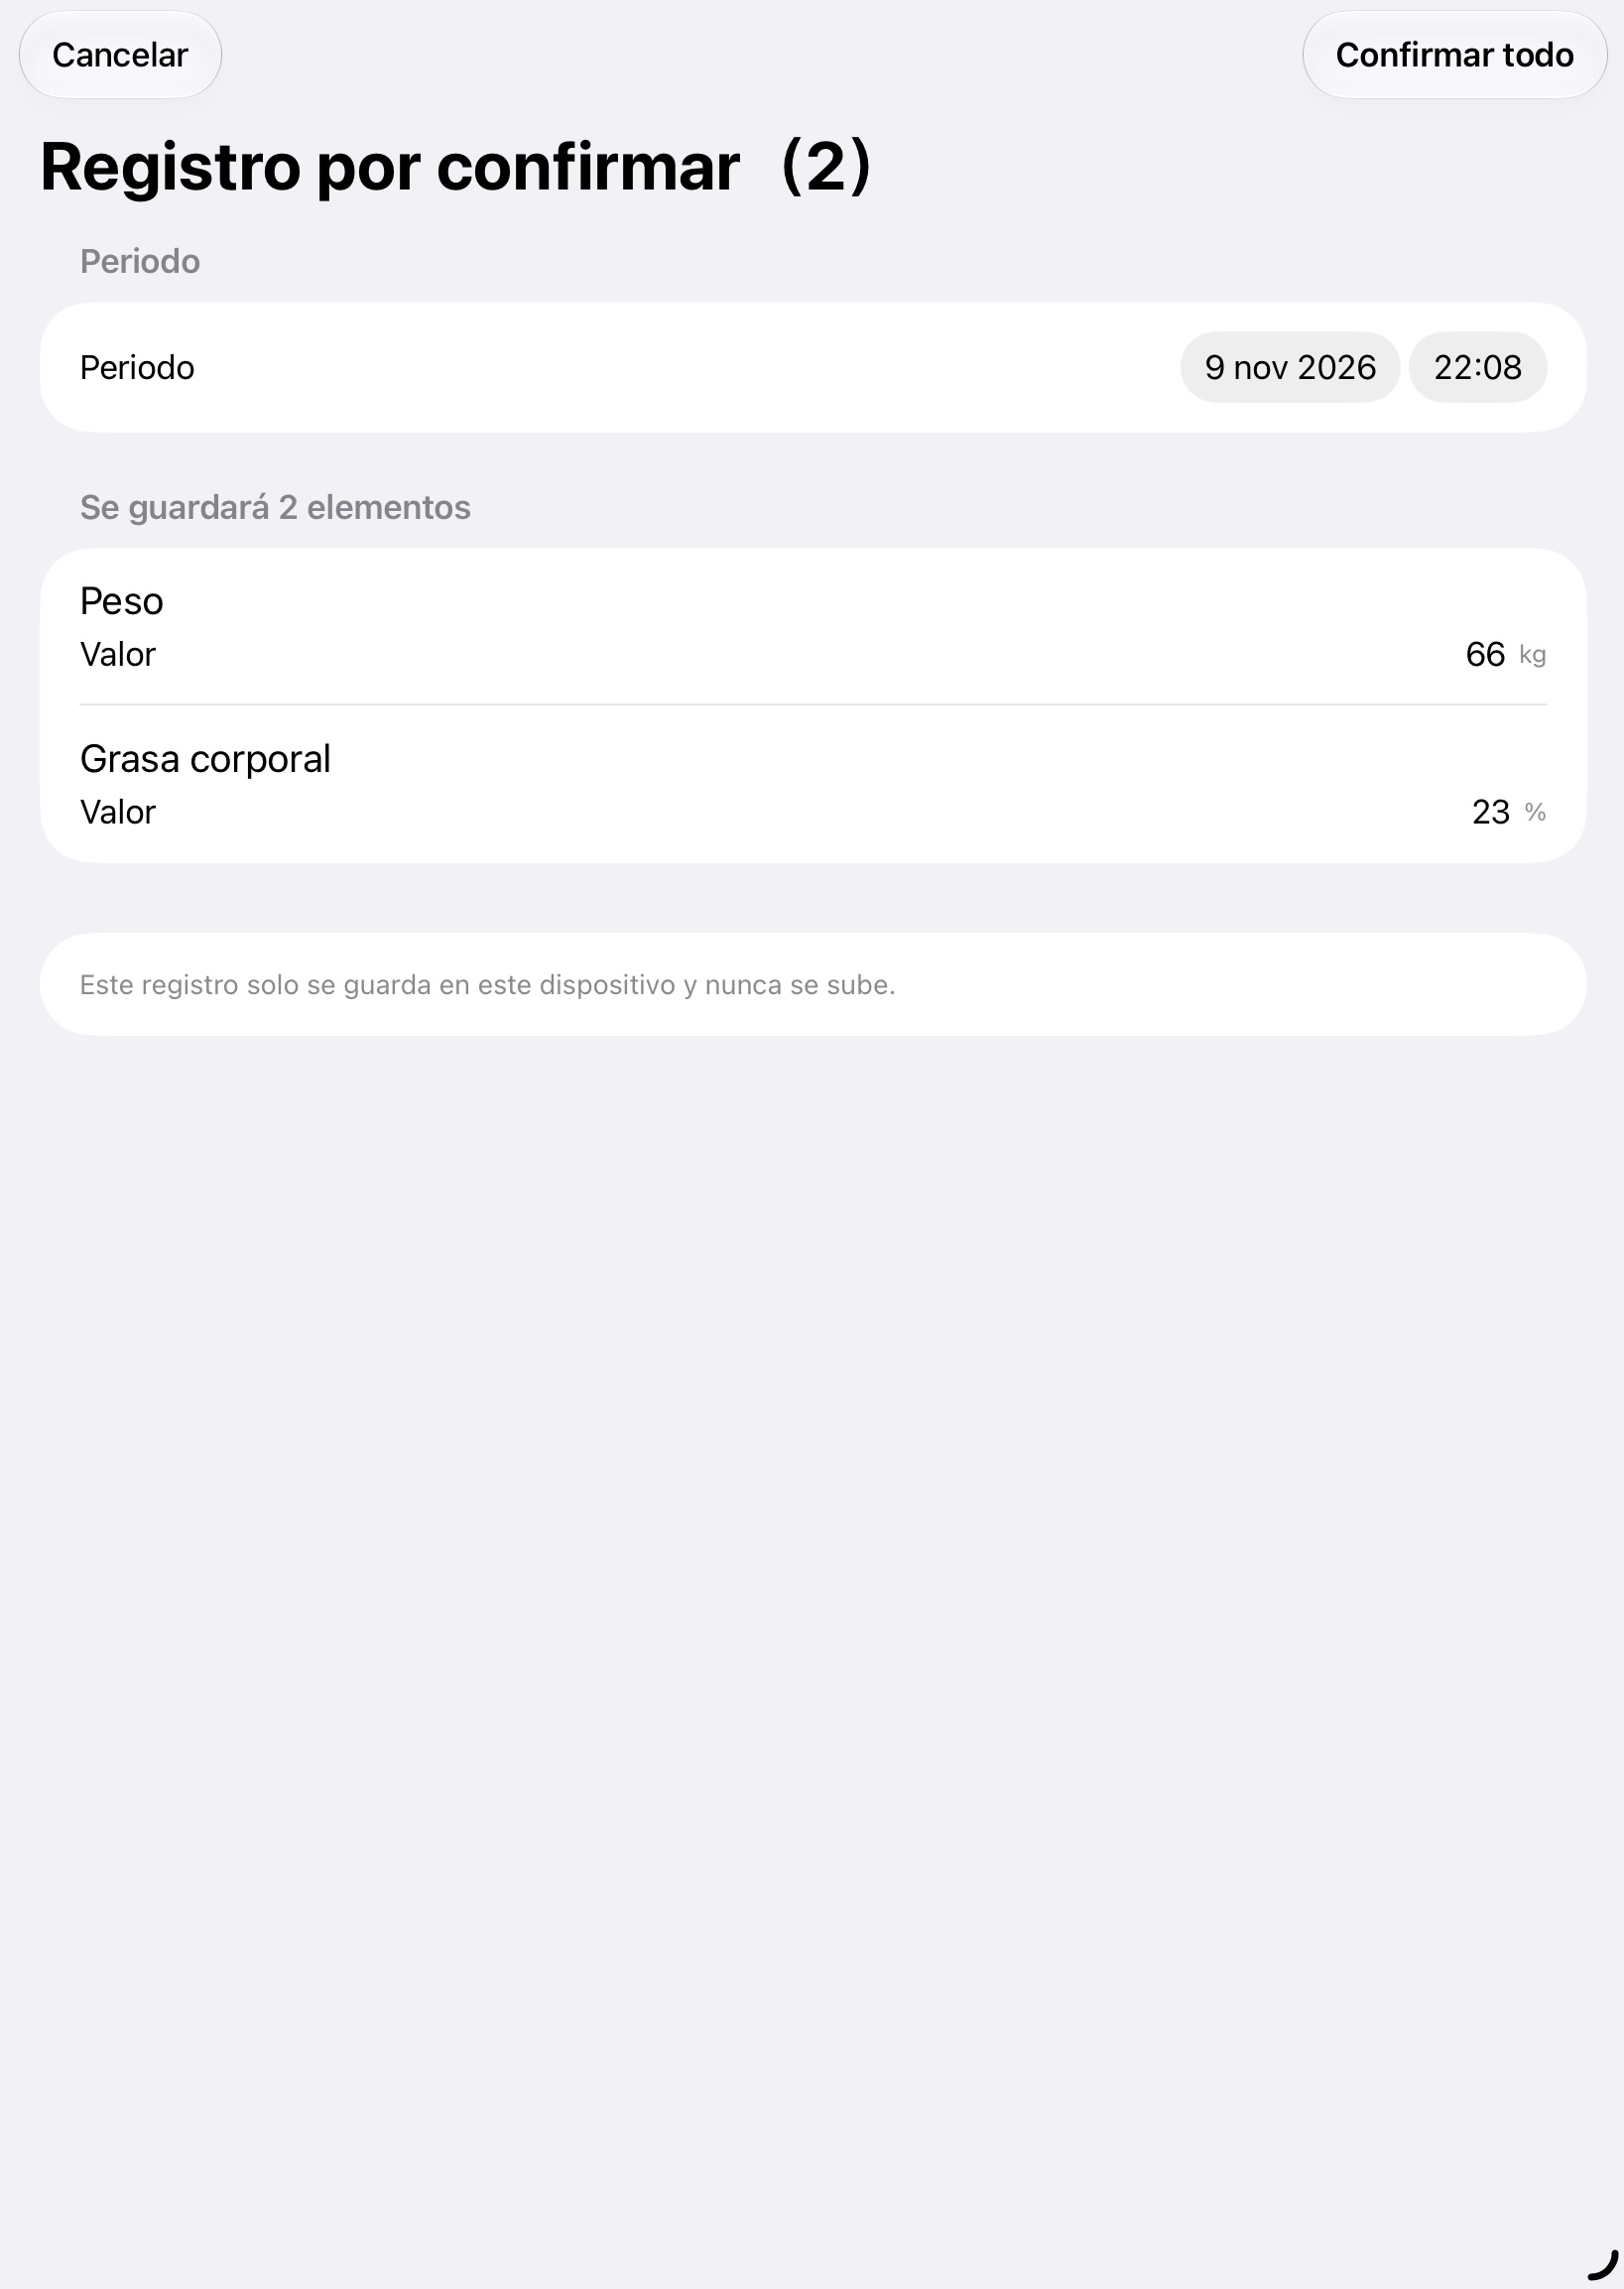 Cancelar
Confirmar todo
Registro por confirmar（2）
Periodo
Periodo 9 nov 2026 22:08
Se guardará 2 elementos
Peso
Valor 66 kg
Grasa corporal
Valor 23 %
Este registro solo se guarda en este dispositivo y nunca se sube.